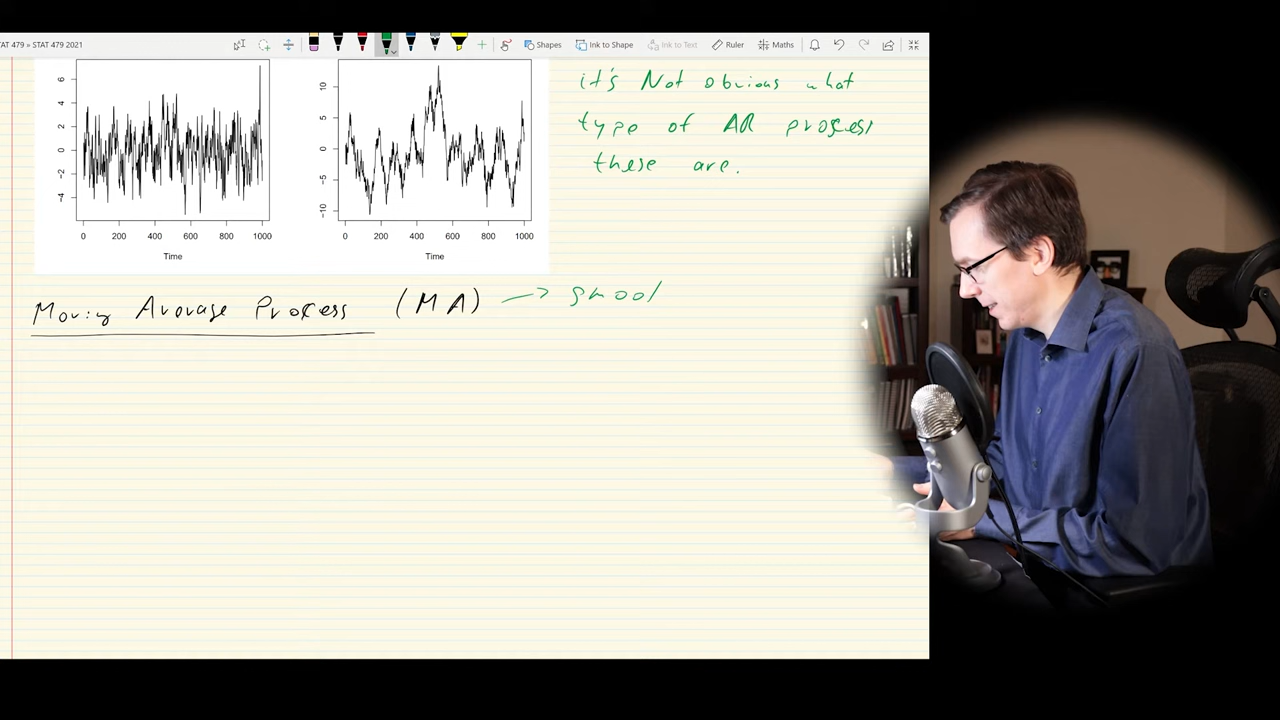 TAT 479 » STAT 479 2021
Shapes Ink to Shape Ink to Text Ruler Maths
6
4
2
0
-2
-4
0 200 400 600 800 1000
Time
10
5
0
-5
-10
0 200 400 600 800 1000
Time
it's Not obvious what
type of AR process
these are.
Moving Average Process (MA) → smoot